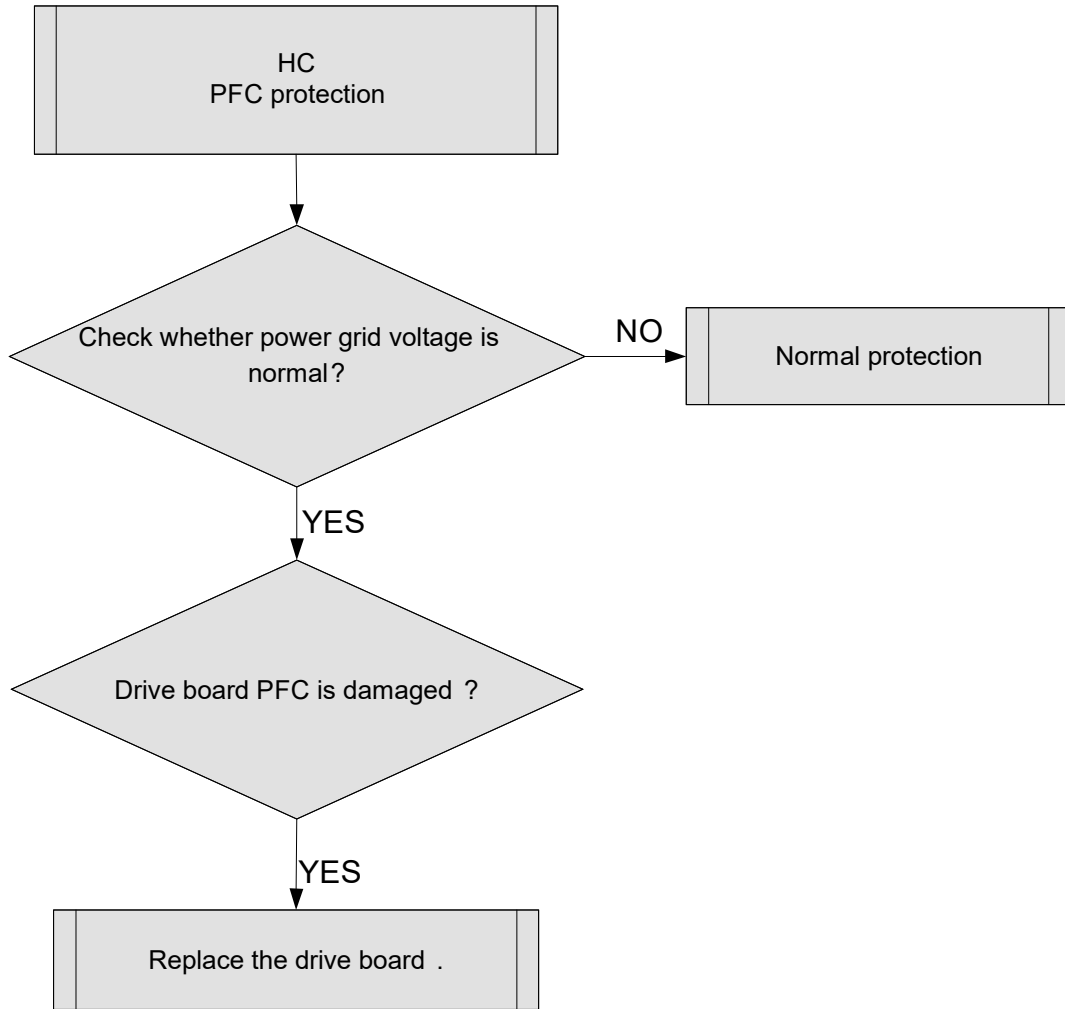 HC
PFC protection
Check whether power grid voltage is
normal?
NO
Normal protection
YES
Drive board PFC is damaged ?
YES
Replace the drive board .